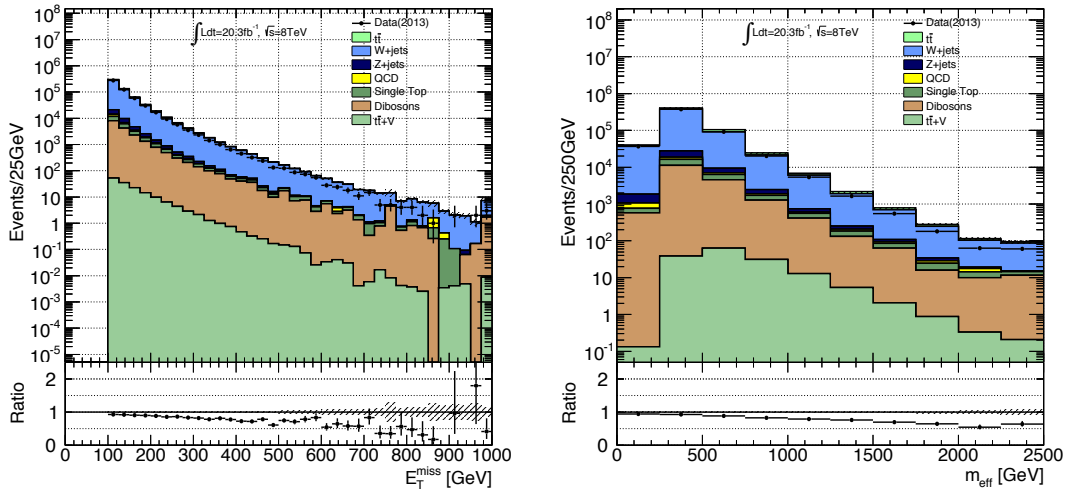 Events/25GeV
10⁸
10⁷
10⁶
10⁵
10⁴
10³
10²
10
1
10⁻¹
10⁻²
10⁻³
10⁻⁴
10⁻⁵
∫Ldt=20.3fb⁻¹, √s=8TeV
Data(2013)
tt̄
W+jets
Z+jets
QCD
Single Top
Dibosons
tt̄+V
Ratio
2
1
0
0 100 200 300 400 500 600 700 800 900 1000
E_T^miss [GeV]
Events/250GeV
10⁸
10⁷
10⁶
10⁵
10⁴
10³
10²
10
1
10⁻¹
∫Ldt=20.3fb⁻¹, √s=8TeV
Data(2013)
tt̄
W+jets
Z+jets
QCD
Single Top
Dibosons
tt̄+V
Ratio
2
1
0
0 500 1000 1500 2000 2500
m_eff [GeV]